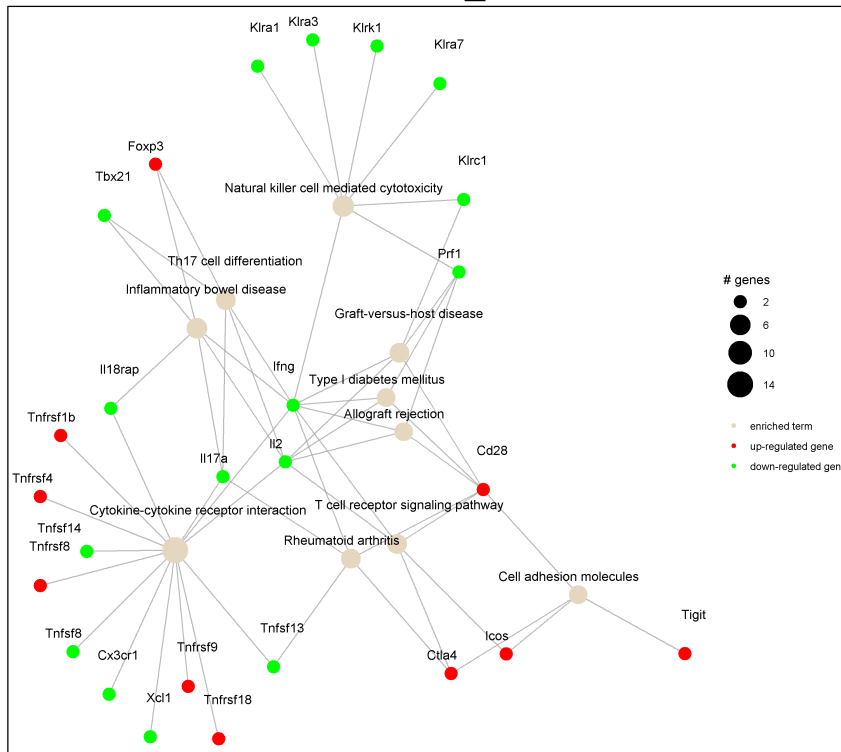 Klra3
Klra1
Klrk1
Klra7
Foxp3
Klrc1
Tbx21
Natural killer cell mediated cytotoxicity
Prf1
Th17 cell differentiation
# genes
Inflammatory bowel disease
2
Graft-versus-host disease
6
10
Ifng
Il18rap
Type I diabetes mellitus
14
Tnfrsf1b
Allograft rejection
enriched term
Il2
Cd28
up-regulated gene
Il17a
down-regulated gen
Tnfrsf4
T cell receptor signaling pathway
Cytokine-cytokine receptor interaction
Tnfsf14
Rheumatoid arthritis
Tnfrsf8
Cell adhesion molecules
Tigit
Tnfsf8
Tnfsf13
Icos
Tnfrsf9
Cx3cr1
Ctla4
Xcl1
Tnfrsf18